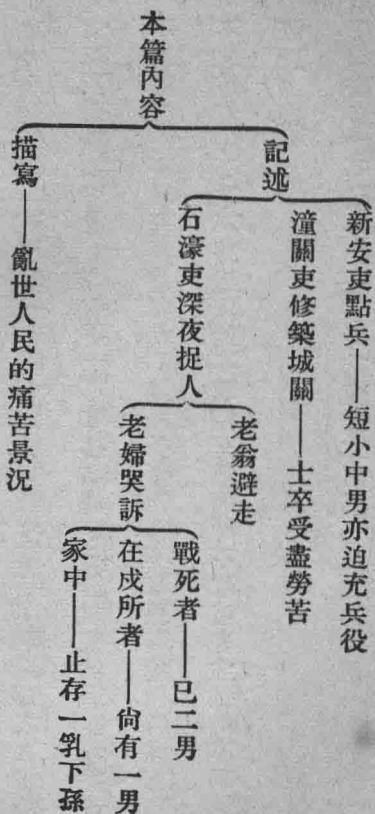 本篇內容
記述
新安吏點兵——短小中男亦迫充兵役
潼關吏修築城關——士卒受盡勞苦
石濠吏深夜捉人
老翁避走
老婦哭訴
戰死者——已二男
在戍所者——尙有一男
家中——止存一乳下孫
描寫——亂世人民的痛苦景況